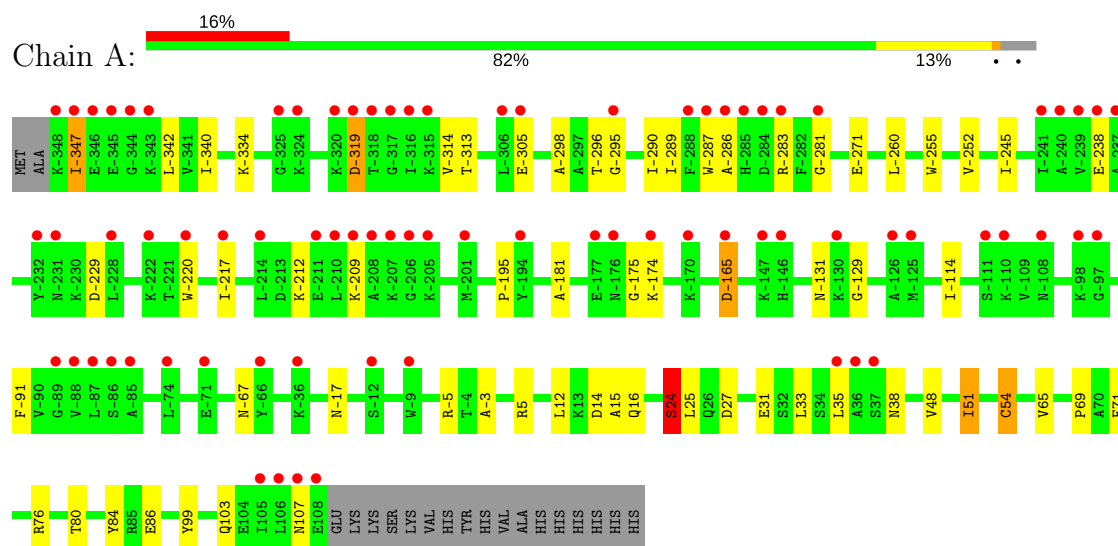 16%
Chain A:
82% 13% • •
MET ALA K-348 I-347 E-346 E-345 G-344 K-343 L-342 V-341 I-340 K-334 G-325 K-324 K-320 D-319 T-318 G-317 I-316 K-315 V-314 T-313 L-306 E-305 A-298 A-297 T-296 G-295 I-290 I-289 F-288 W-287 A-286 H-285 D-284 R-283 F-282 G-281 E-271 L-260 W-255 V-252 I-245 I-241 A-240 V-239 E-238 A-237
Y-232 N-231 K-230 D-229 L-228 K-222 T-221 W-220 I-217 L-214 D-213 K-212 E-211 L-210 K-209 A-208 K-207 G-206 K-205 M-201 P-195 Y-194 A-181 E-177 N-176 G-175 K-174 K-170 D-165 K-147 H-146 N-131 K-130 G-129 A-126 M-125 I-114 S-111 K-110 V-109 N-108 K-98 G-97
F-91 V-90 G-89 V-88 L-87 S-86 A-85 L-74 E-71 N-67 Y-66 K-36 N-17 S-12 W-9 R-5 T-4 A-3 R5 L12 K13 D14 A15 Q16 S24 L25 Q26 D27 E31 S32 L33 S34 L35 A36 S37 N38 V48 I51 C54 V65 P69 A70
R76 T80 Y84 R85 E86 Y99 Q103 E104 I105 L106 N107 E108 GLU LYS LYS SER LYS VAL HIS TYR HIS VAL ALA HIS HIS HIS HIS HIS HIS